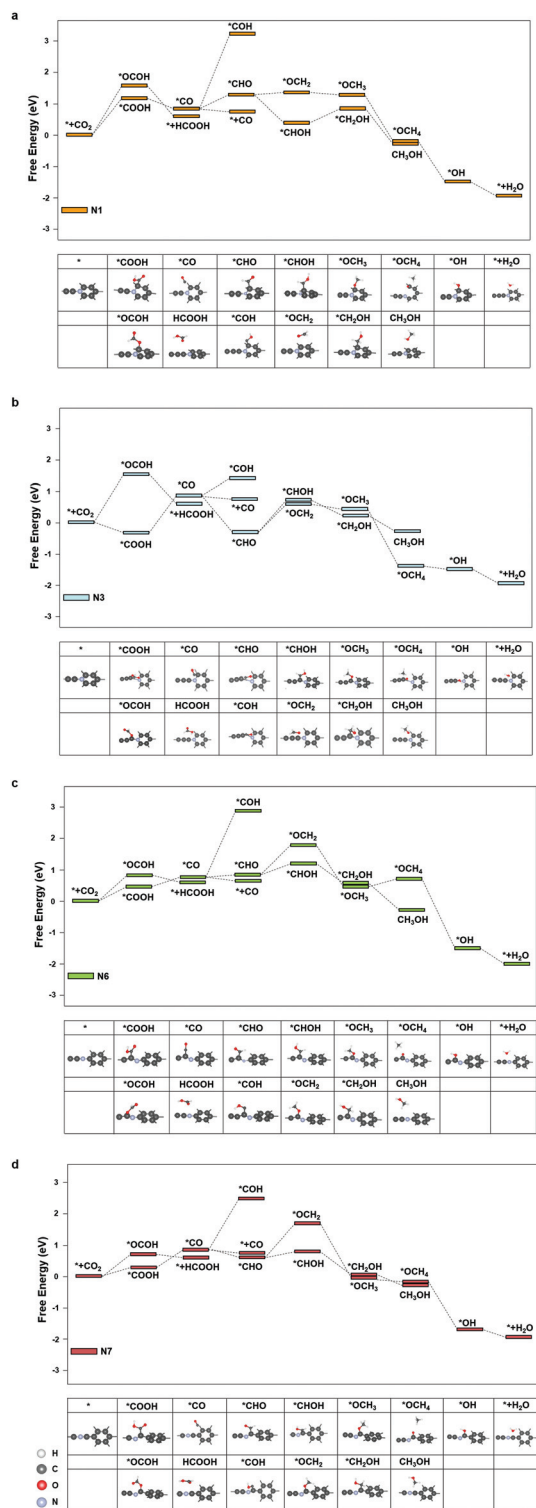 a
*COH
3
*OCOH
2
*CO
*CHO
*OCH₂
*OCH₃
*+CO₂
1
*COOH
0
*+HCOOH
*+CO
*CHOH
*CH₂OH
*OCH₄
CH₃OH
-1
*OH
*+H₂O
-2
-3
N1
Free Energy (eV)
* *COOH *CO *CHO *CHOH *OCH₃ *OCH₄ *OH *+H₂O
*OCOH HCOOH *COH *OCH₂ *CH₂OH CH₃OH
b
3
*OCOH
2
*CO
*COH
*CHOH
*OCH₃
*+CO₂
1
*+HCOOH
*+CO
*OCH₂
*CH₂OH
0
*COOH
*CHO
CH₃OH
-1
*OCH₄
*OH
*+H₂O
-2
-3
N3
Free Energy (eV)
* *COOH *CO *CHO *CHOH *OCH₃ *OCH₄ *OH *+H₂O
*OCOH HCOOH *COH *OCH₂ *CH₂OH CH₃OH
c
*COH
3
2
*OCOH
*CO
*CHO
*OCH₂
*CHOH
*CH₂OH
*OCH₄
*+CO₂
1
*COOH
*+HCOOH
*+CO
*OCH₃
CH₃OH
0
-1
*OH
*+H₂O
-2
-3
N6
Free Energy (eV)
* *COOH *CO *CHO *CHOH *OCH₃ *OCH₄ *OH *+H₂O
*OCOH HCOOH *COH *OCH₂ *CH₂OH CH₃OH
d
*COH
3
2
*OCH₂
*OCOH
*CO
*+CO
1
*+CO₂
*COOH
*+HCOOH
*CHO
*CHOH
*CH₂OH
*OCH₄
0
*OCH₃
CH₃OH
-1
*OH
*+H₂O
-2
-3
N7
Free Energy (eV)
* *COOH *CO *CHO *CHOH *OCH₃ *OCH₄ *OH *+H₂O
*OCOH HCOOH *COH *OCH₂ *CH₂OH CH₃OH
H
C
O
N